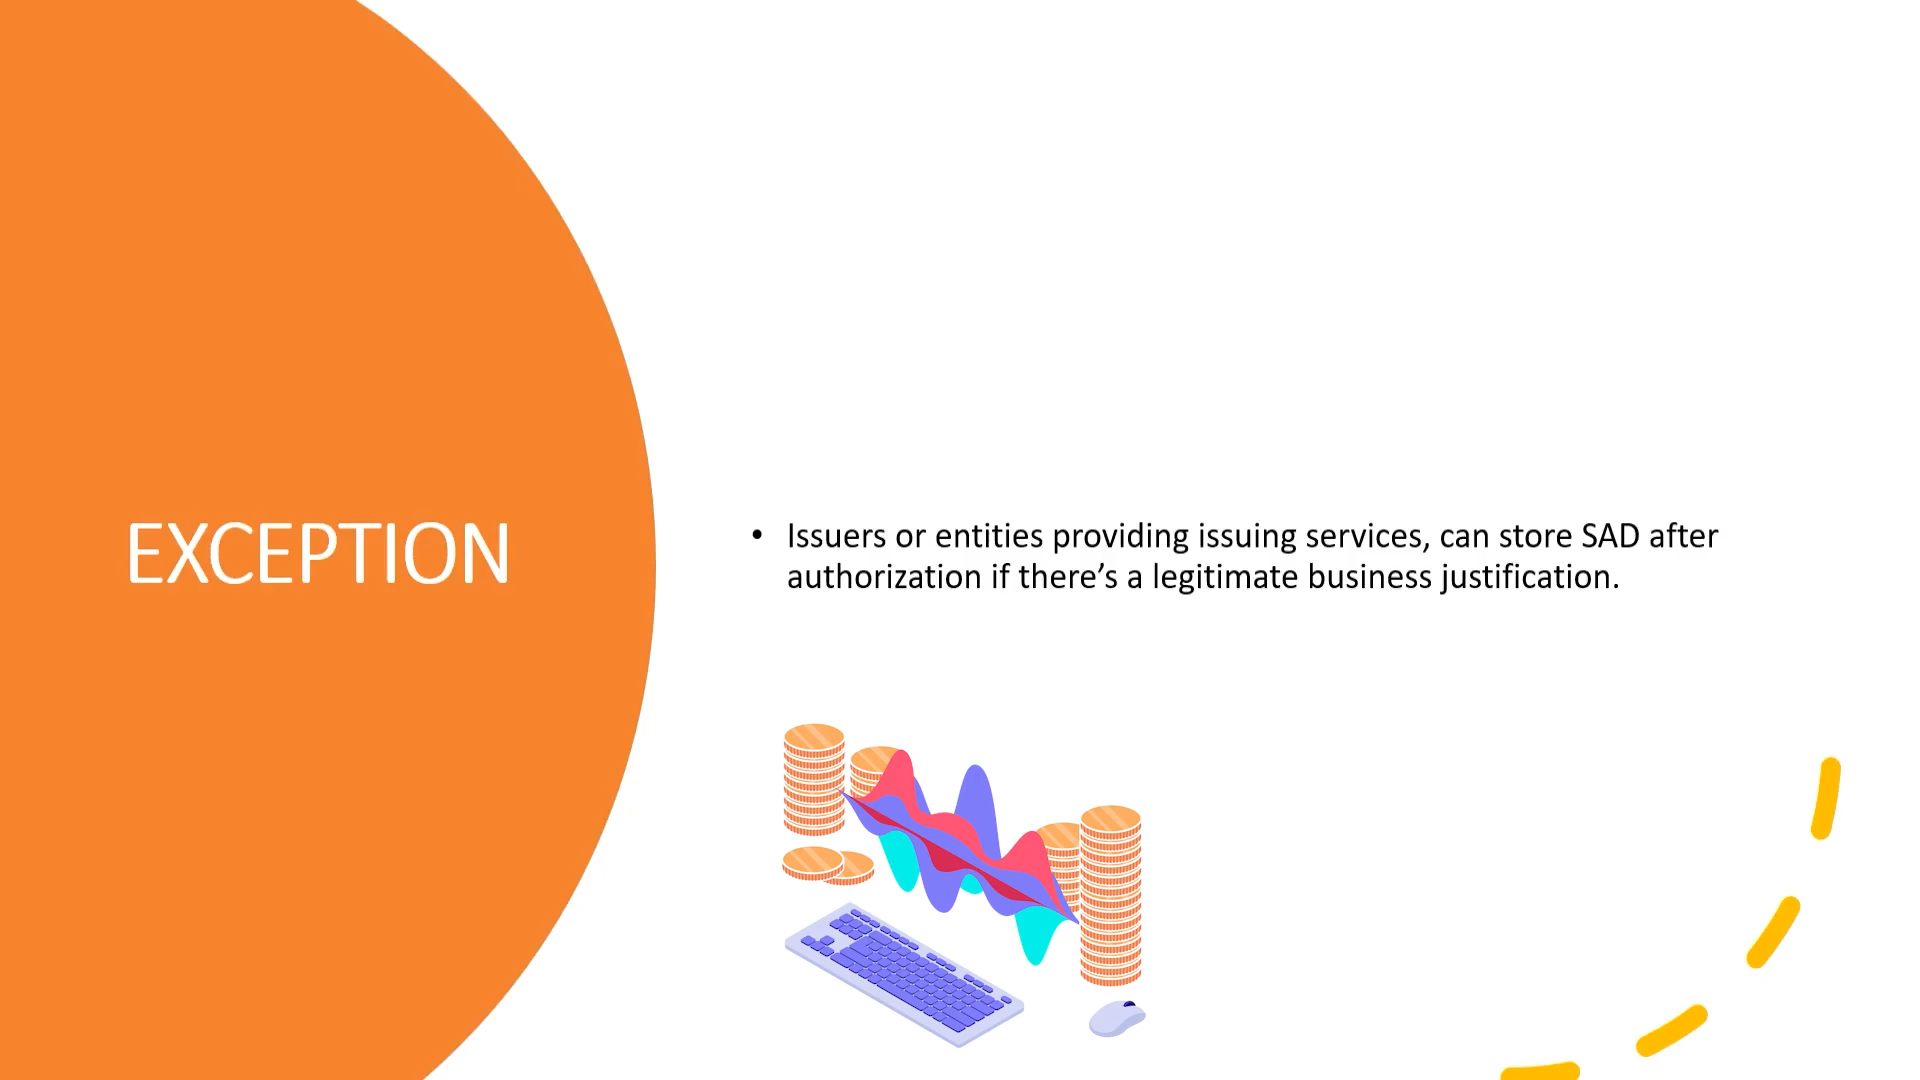 EXCEPTION
• Issuers or entities providing issuing services, can store SAD after
authorization if there’s a legitimate business justification.